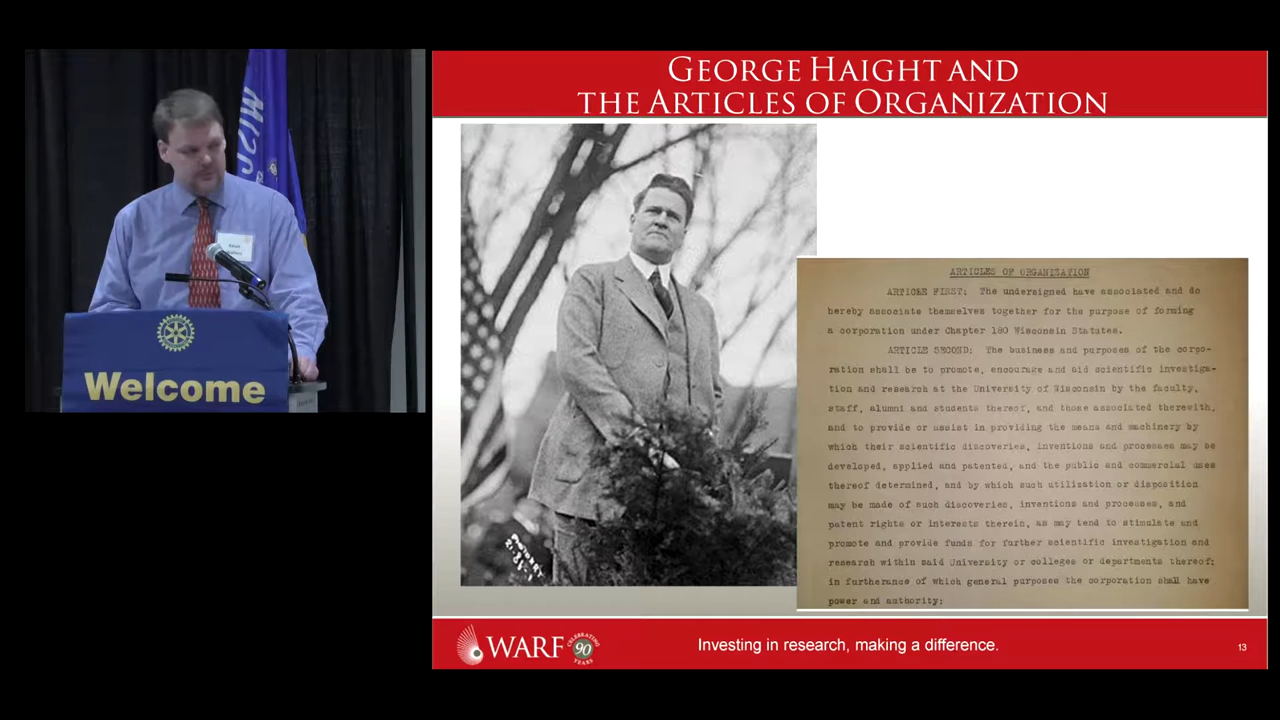 GEORGE HAIGHT AND
THE ARTICLES OF ORGANIZATION
WISC
Welcome
ARTICLES OF ORGANIZATION
ARTICLE FIRST: The undersigned have associated and do
hereby associate themselves together for the purpose of forming
a corporation under Chapter 180 Wisconsin Statutes.
ARTICLE SECOND: The business and purposes of the corpo-
ration shall be to promote, encourage and aid scientific investiga-
tion and research at the University of Wisconsin by the faculty,
staff, alumni and students thereof, and those associated therewith,
and to provide or assist in providing the means and machinery by
which their scientific discoveries, inventions and processes may be
developed, applied and patented, and the public and commercial uses
thereof determined, and by which such utilization or disposition
may be made of such discoveries, inventions and processes, and
patent rights or interests therein, as may tend to stimulate and
promote and provide funds for further scientific investigation and
research within said University or colleges or departments thereof;
in furtherance of which general purposes the corporation shall have
power and authority:
WARF
CELEBRATING
90
YEARS
Investing in research, making a difference.
13